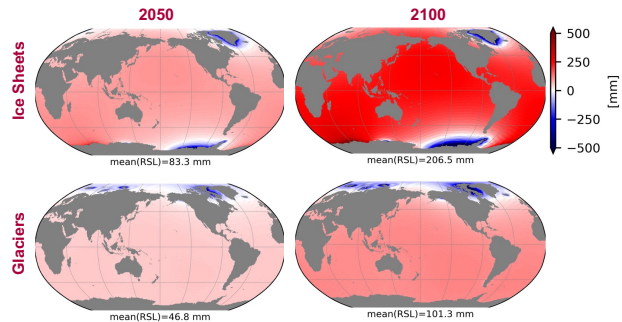 2050
2100
Ice Sheets
500
250
0
−250
−500
[mm]
mean(RSL)=83.3 mm
mean(RSL)=206.5 mm
Glaciers
mean(RSL)=46.8 mm
mean(RSL)=101.3 mm